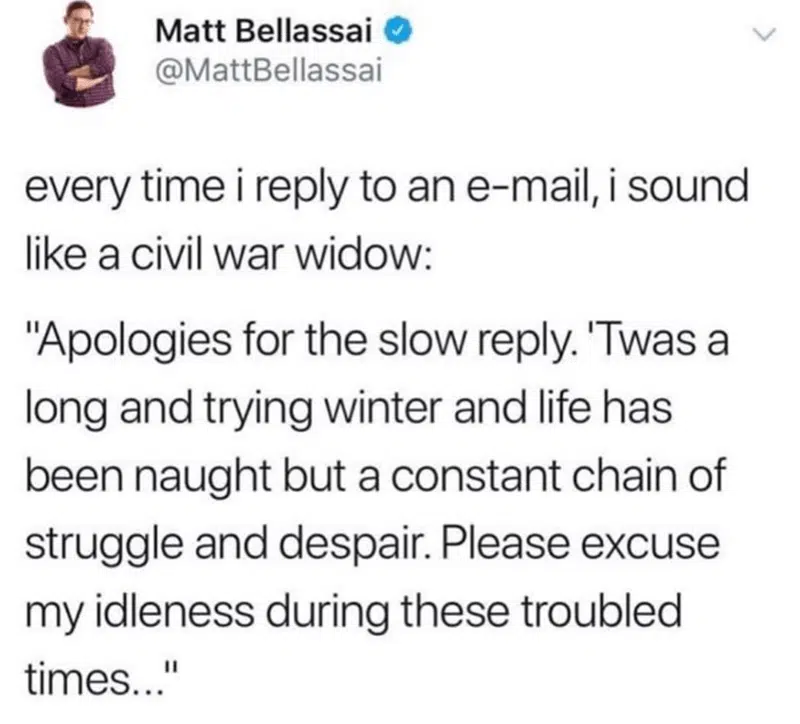 Matt Bellassai
@MattBellassai
every time i reply to an e-mail, i sound
like a civil war widow:
"Apologies for the slow reply. 'Twas a
long and trying winter and life has
been naught but a constant chain of
struggle and despair. Please excuse
my idleness during these troubled
times..."